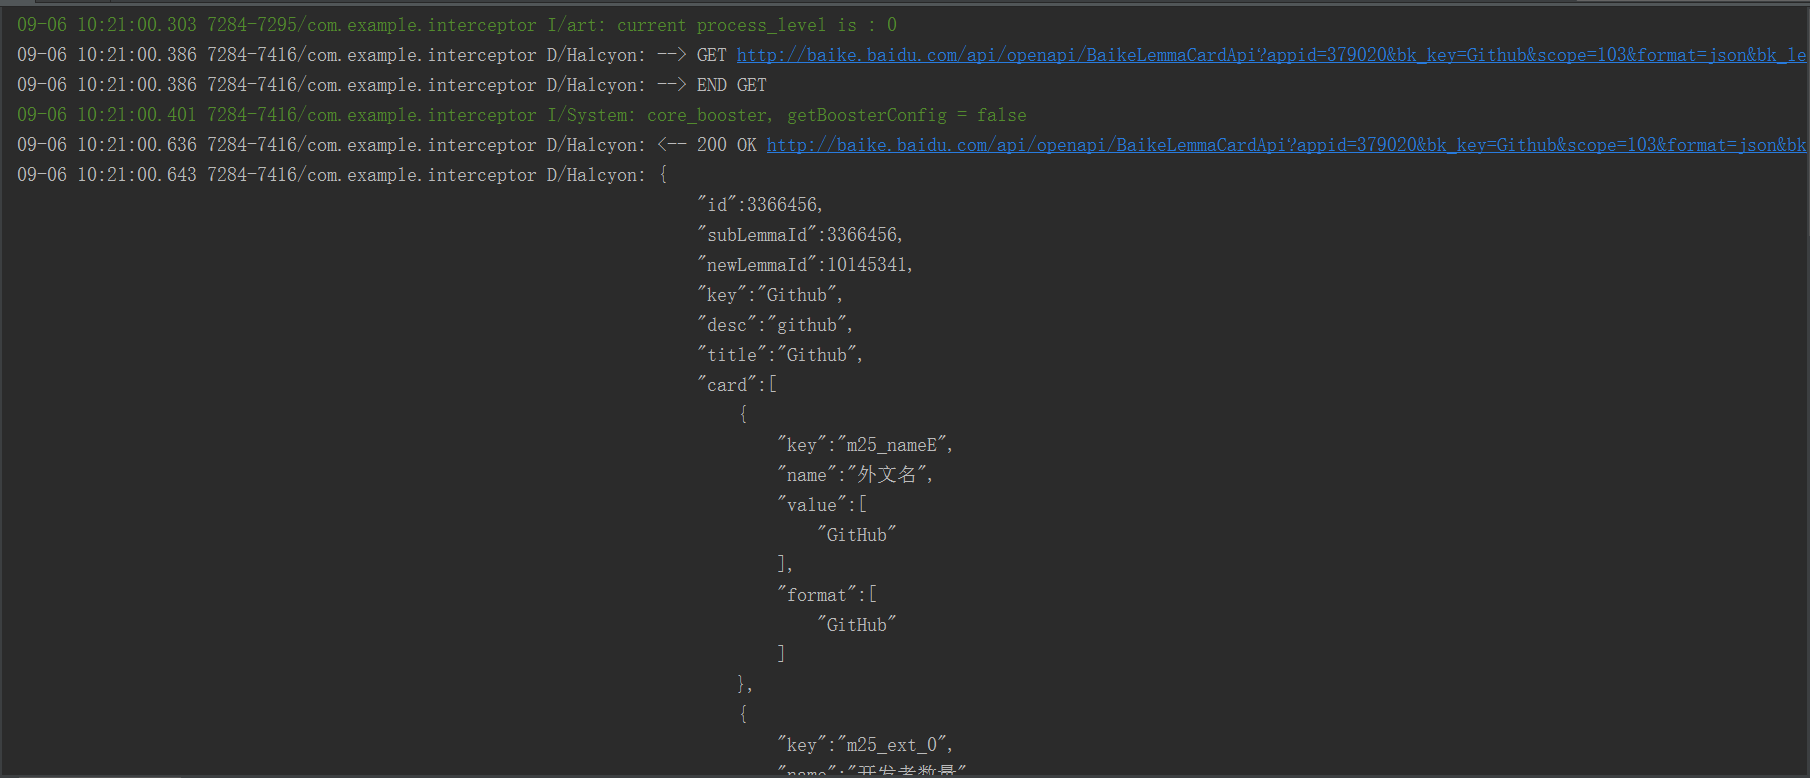 09-06 10:21:00.303 7284-7295/com.example.interceptor I/art: current process_level is : 0
09-06 10:21:00.386 7284-7416/com.example.interceptor D/Halcyon: --> GET http://baike.baidu.com/api/openapi/BaikeLemmaCardApi?appid=379020&bk_key=Github&scope=103&format=json&bk_le
09-06 10:21:00.386 7284-7416/com.example.interceptor D/Halcyon: --> END GET
09-06 10:21:00.401 7284-7416/com.example.interceptor I/System: core_booster, getBoosterConfig = false
09-06 10:21:00.636 7284-7416/com.example.interceptor D/Halcyon: <-- 200 OK http://baike.baidu.com/api/openapi/BaikeLemmaCardApi?appid=379020&bk_key=Github&scope=103&format=json&bk
09-06 10:21:00.643 7284-7416/com.example.interceptor D/Halcyon: {
"id":3366456,
"subLemmaId":3366456,
"newLemmaId":10145341,
"key":"Github",
"desc":"github",
"title":"Github",
"card":[
{
"key":"m25_nameE",
"name":"外文名",
"value":[
"GitHub"
],
"format":[
"GitHub"
]
},
{
"key":"m25_ext_0",
"name":"开发者数量"